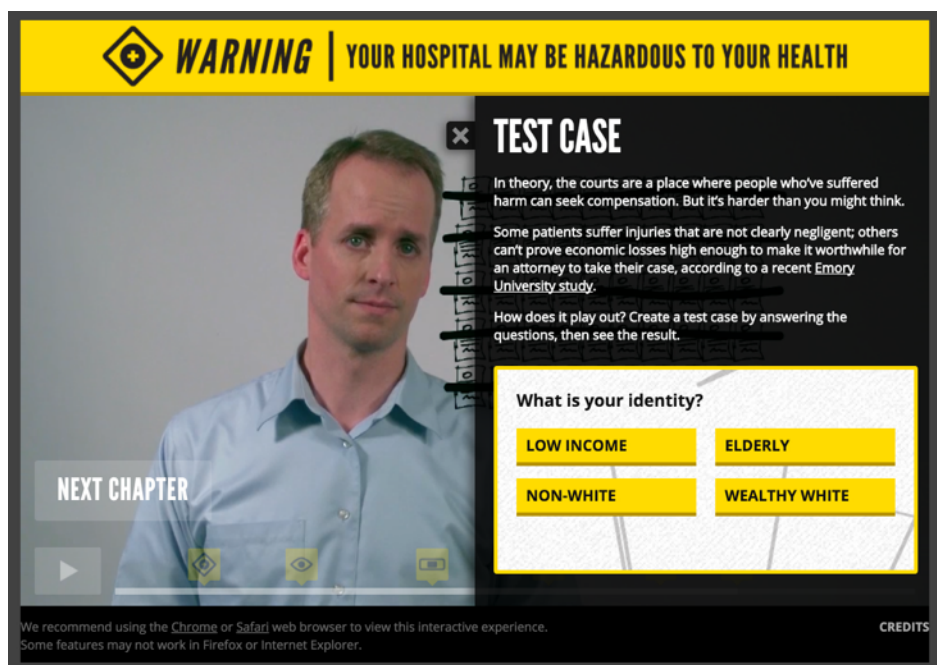 WARNING | YOUR HOSPITAL MAY BE HAZARDOUS TO YOUR HEALTH
TEST CASE
In theory, the courts are a place where people who've suffered
harm can seek compensation. But it's harder than you might think.
Some patients suffer injuries that are not clearly negligent; others
can't prove economic losses high enough to make it worthwhile for
an attorney to take their case, according to a recent Emory
University study.
How does it play out? Create a test case by answering the
questions, then see the result.
What is your identity?
LOW INCOME
ELDERLY
NON-WHITE
WEALTHY WHITE
NEXT CHAPTER
We recommend using the Chrome or Safari web browser to view this interactive experience.
Some features may not work in Firefox or Internet Explorer.
CREDITS